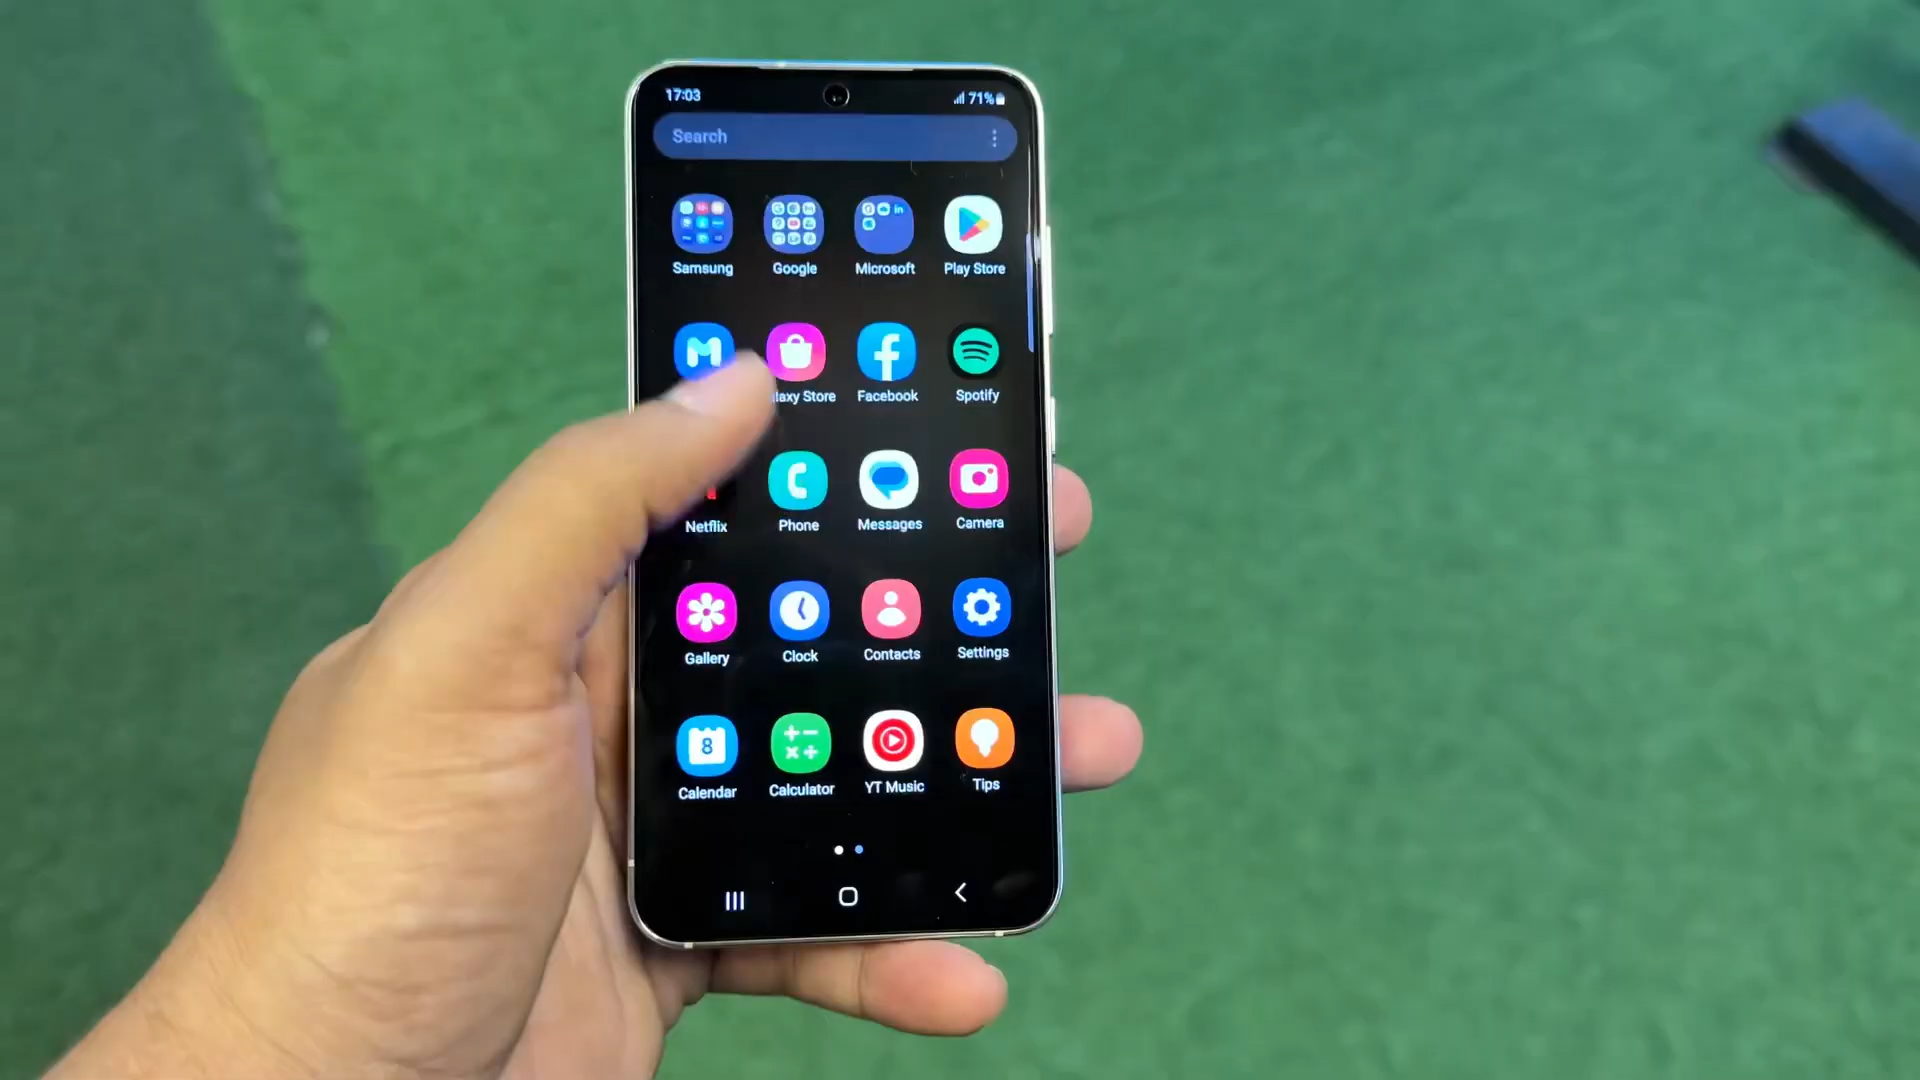 17:03 71%
Search
Samsung Google Microsoft Play Store
laxy Store Facebook Spotify
Netflix Phone Messages Camera
Gallery Clock Contacts Settings
8
Calendar Calculator YT Music Tips